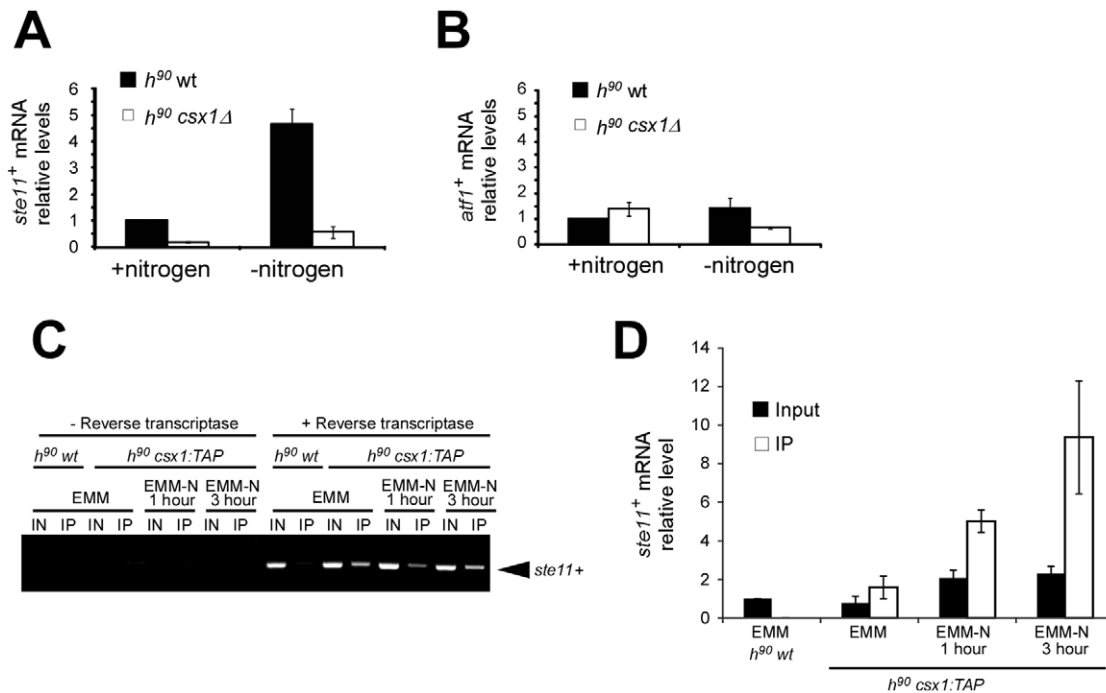 A
h90 wt
h90 csx1Δ
ste11+ mRNA
relative levels
6
5
4
3
2
1
0
+nitrogen
-nitrogen
B
h90 wt
h90 csx1Δ
atf1+ mRNA
relative levels
6
5
4
3
2
1
0
+nitrogen
-nitrogen
C
- Reverse transcriptase
+ Reverse transcriptase
h90 wt
h90 csx1:TAP
h90 wt
h90 csx1:TAP
EMM
EMM-N
1 hour
EMM-N
3 hour
EMM
EMM-N
1 hour
EMM-N
3 hour
IN IP IN IP IN IP IN IP IN IP IN IP IN IP IN IP
ste11+
D
Input
IP
ste11+ mRNA
relative level
14
12
10
8
6
4
2
0
EMM
h90 wt
EMM
EMM-N
1 hour
EMM-N
3 hour
h90 csx1:TAP